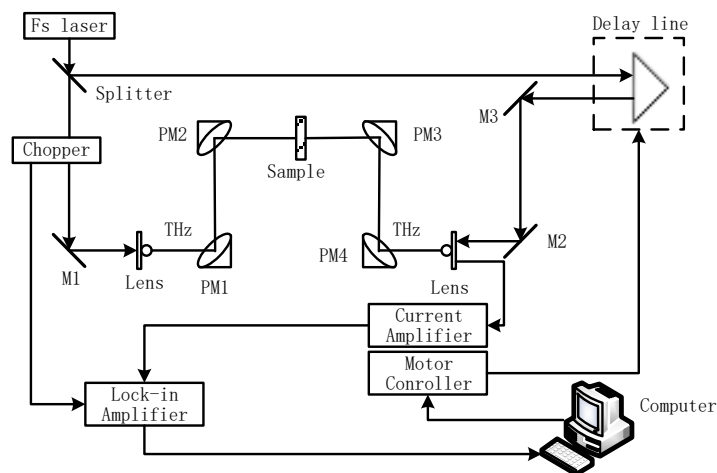 Fs laser
Delay line
Splitter
M3
PM2
PM3
Chopper
Sample
THz
THz
M2
M1
Lens
PM1
PM4
Lens
Current
Amplifier
Motor
Conroller
Lock-in
Amplifier
Computer